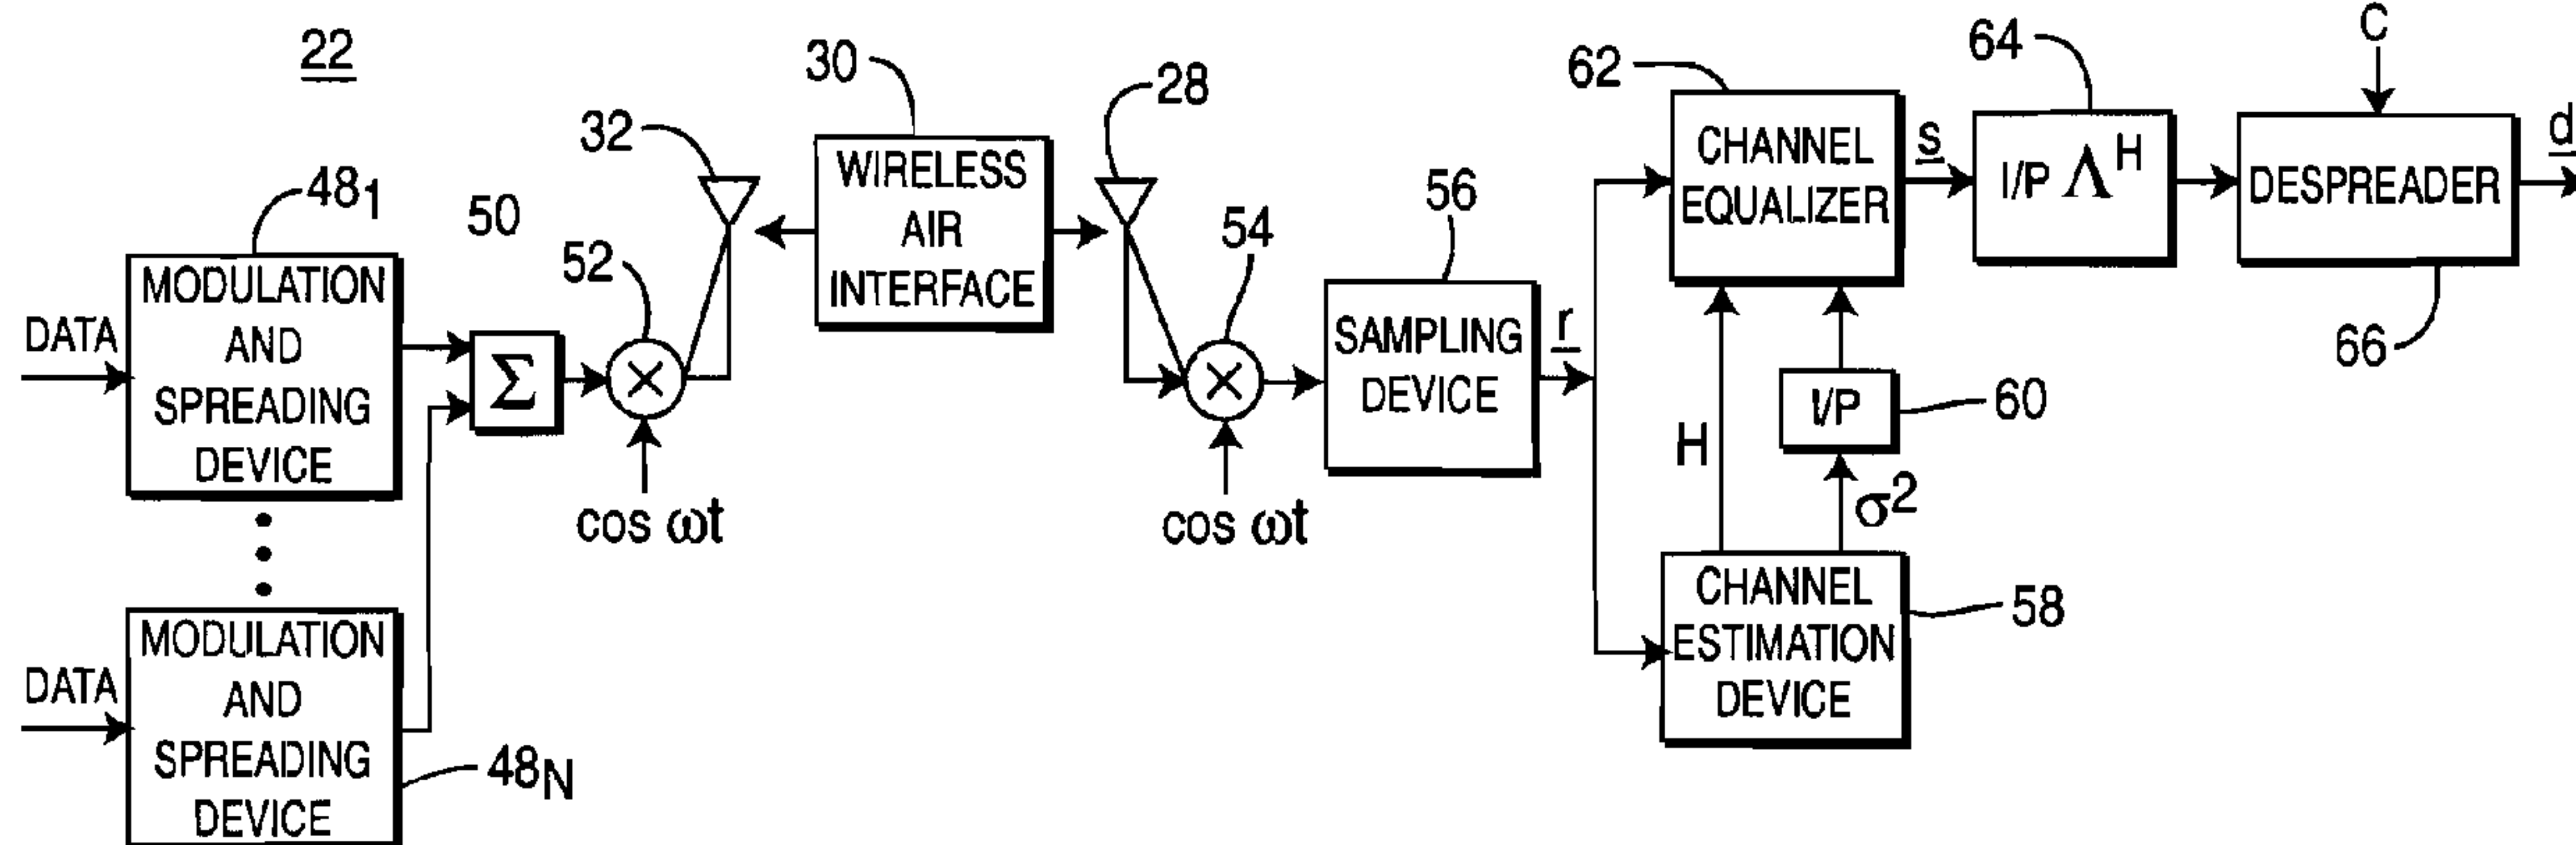 22
DATA
MODULATION
AND
SPREADING
DEVICE
48₁
DATA
MODULATION
AND
SPREADING
DEVICE
48N
50
Σ
52
×
cos ωt
32
30
WIRELESS
AIR
INTERFACE
28
54
×
cos ωt
56
SAMPLING
DEVICE
r
62
CHANNEL
EQUALIZER
H
I/P
60
σ²
CHANNEL
ESTIMATION
DEVICE
58
s
64
I/P Λᴴ
C
DESPREADER
66
d